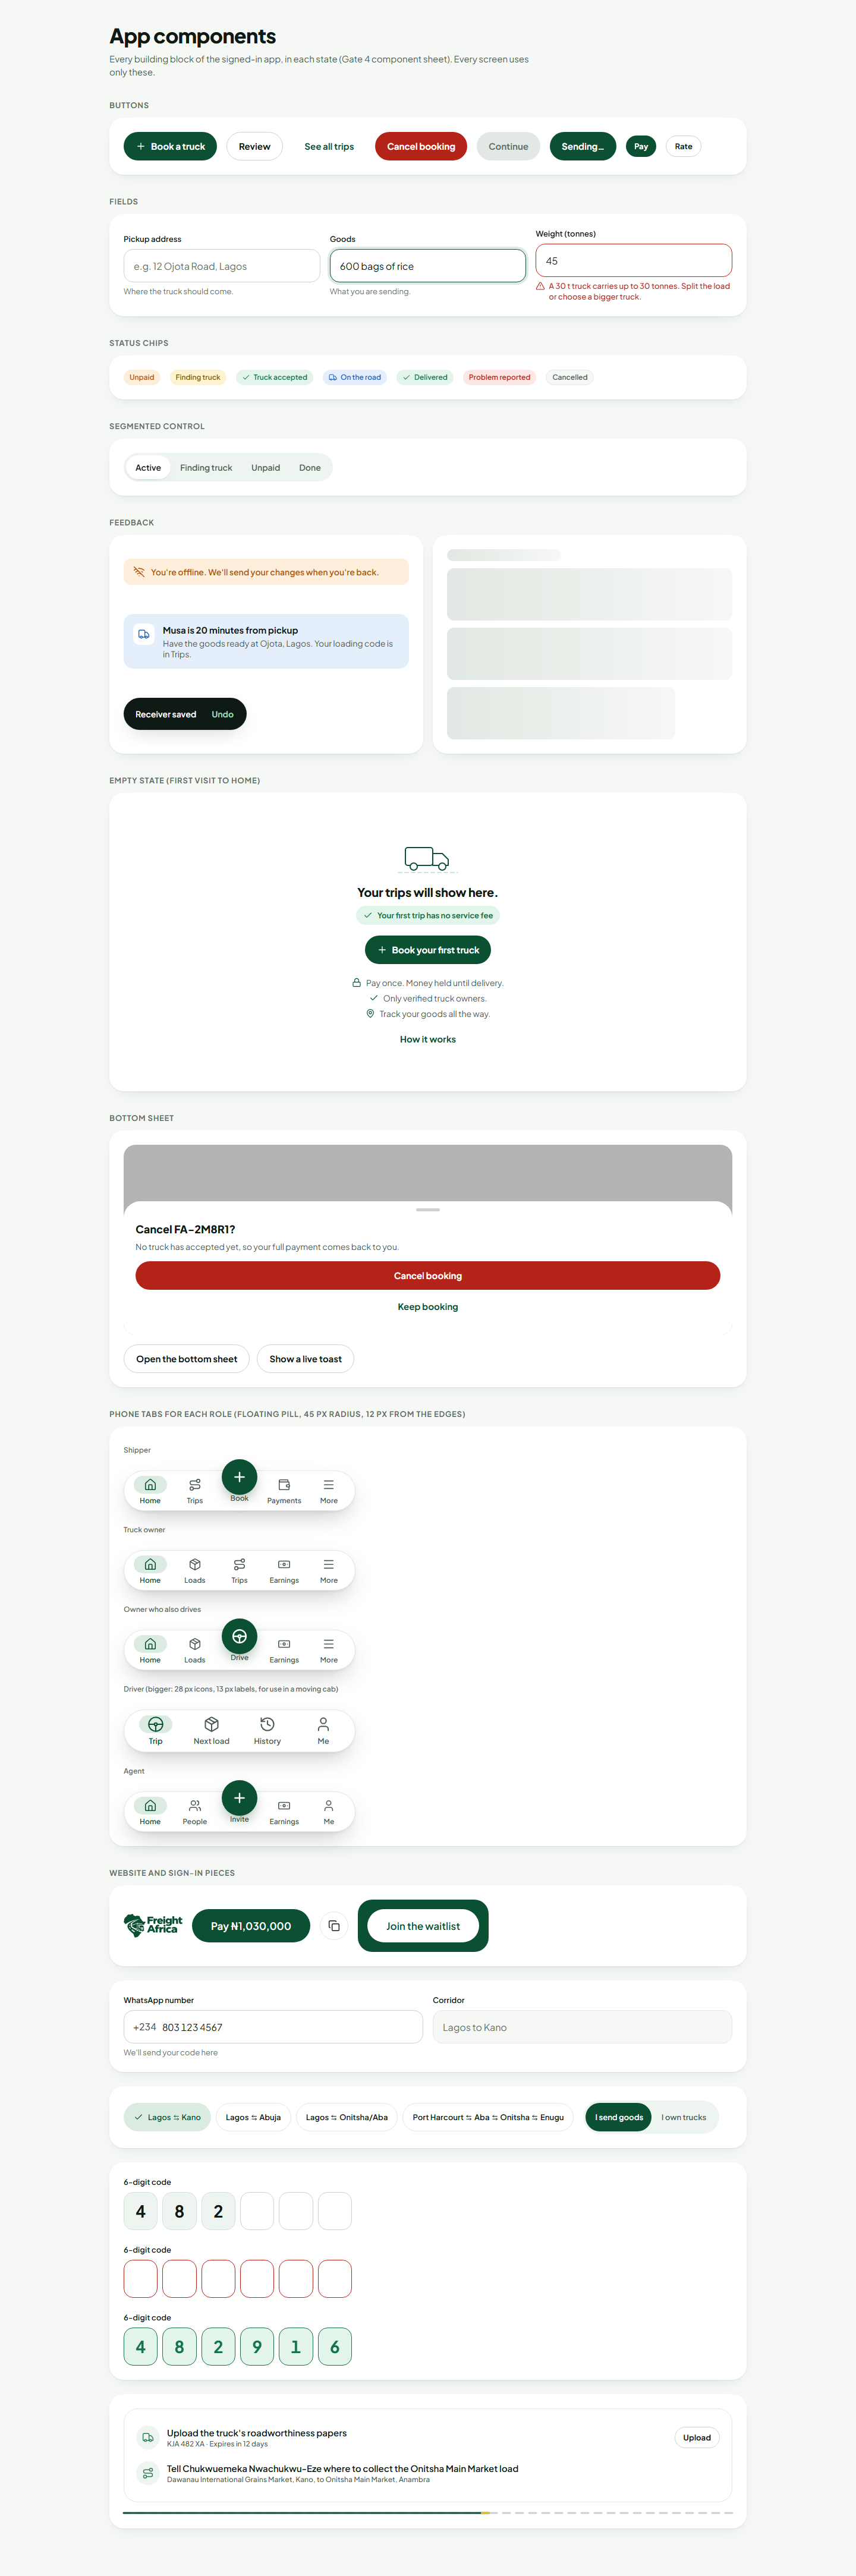 App components
Every building block of the signed-in app, in each state (Gate 4 component sheet). Every screen uses
only these.
BUTTONS
Book a truck
Review
See all trips
Cancel booking
Continue
Sending...
Pay
Rate
FIELDS
Pickup address
e.g. 12 Ojota Road, Lagos
Where the truck should come.
Goods
600 bags of rice
What you are sending.
Weight (tonnes)
45
A 30 t truck carries up to 30 tonnes. Split the load
or choose a bigger truck.
STATUS CHIPS
Unpaid
Finding truck
Truck accepted
On the road
Delivered
Problem reported
Cancelled
SEGMENTED CONTROL
Active
Finding truck
Unpaid
Done
FEEDBACK
You're offline. We'll send your changes when you're back.
Musa is 20 minutes from pickup
Have the goods ready at Ojota, Lagos. Your loading code is
in Trips.
Receiver saved
Undo
EMPTY STATE (FIRST VISIT TO HOME)
Your trips will show here.
Your first trip has no service fee
Book your first truck
Pay once. Money held until delivery.
Only verified truck owners.
Track your goods all the way.
How it works
BOTTOM SHEET
Cancel FA-2M8R1?
No truck has accepted yet, so your full payment comes back to you.
Cancel booking
Keep booking
Open the bottom sheet
Show a live toast
PHONE TABS FOR EACH ROLE (FLOATING PILL, 45 PX RADIUS, 12 PX FROM THE EDGES)
Shipper
Home
Trips
Book
Payments
More
Truck owner
Home
Loads
Trips
Earnings
More
Owner who also drives
Home
Loads
Drive
Earnings
More
Driver (bigger: 28 px icons, 13 px labels, for use in a moving cab)
Trip
Next load
History
Me
Agent
Home
People
Invite
Earnings
Me
WEBSITE AND SIGN-IN PIECES
Freight
Africa
Pay ₦1,030,000
Join the waitlist
WhatsApp number
+234 803 123 4567
We'll send your code here
Corridor
Lagos to Kano
Lagos ⇆ Kano
Lagos ⇆ Abuja
Lagos ⇆ Onitsha/Aba
Port Harcourt ⇆ Aba ⇆ Onitsha ⇆ Enugu
I send goods
I own trucks
6-digit code
4 8 2
6-digit code
6-digit code
4 8 2 9 1 6
Upload the truck's roadworthiness papers
KJA 482 XA · Expires in 12 days
Upload
Tell Chukwuemeka Nwachukwu-Eze where to collect the Onitsha Main Market load
Dawanau International Grains Market, Kano, to Onitsha Main Market, Anambra